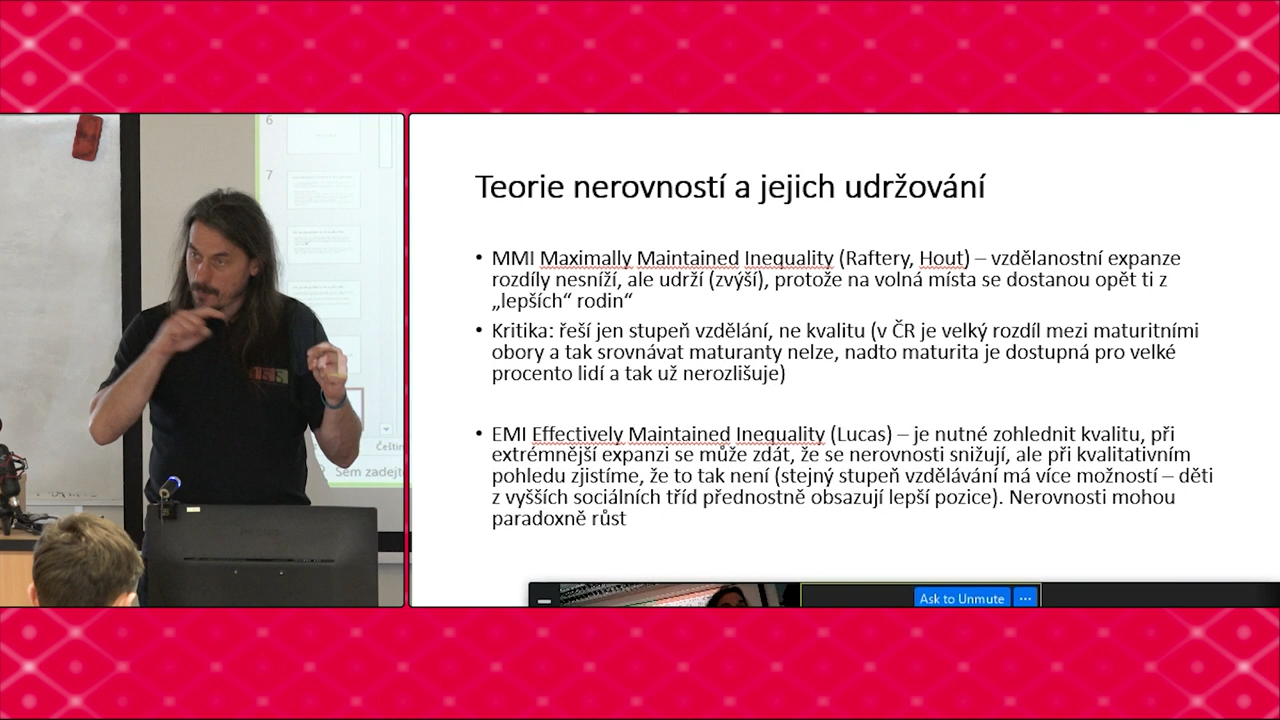 6
7
Češtin
Sem zadejt
Teorie nerovností a jejich udržování
• MMI Maximally Maintained Inequality (Raftery, Hout) – vzdělanostní expanze
rozdíly nesníží, ale udrží (zvýší), protože na volná místa se dostanou opět ti z
„lepších“ rodin“
• Kritika: řeší jen stupeň vzdělání, ne kvalitu (v ČR je velký rozdíl mezi maturitními
obory a tak srovnávat maturanty nelze, nadto maturita je dostupná pro velké
procento lidí a tak už nerozlišuje)
• EMI Effectively Maintained Inequality (Lucas) – je nutné zohlednit kvalitu, při
extrémnější expanzi se může zdát, že se nerovnosti snižují, ale při kvalitativním
pohledu zjistíme, že to tak není (stejný stupeň vzdělávání má více možností – děti
z vyšších sociálních tříd přednostně obsazují lepší pozice). Nerovnosti mohou
paradoxně růst
Ask to Unmute